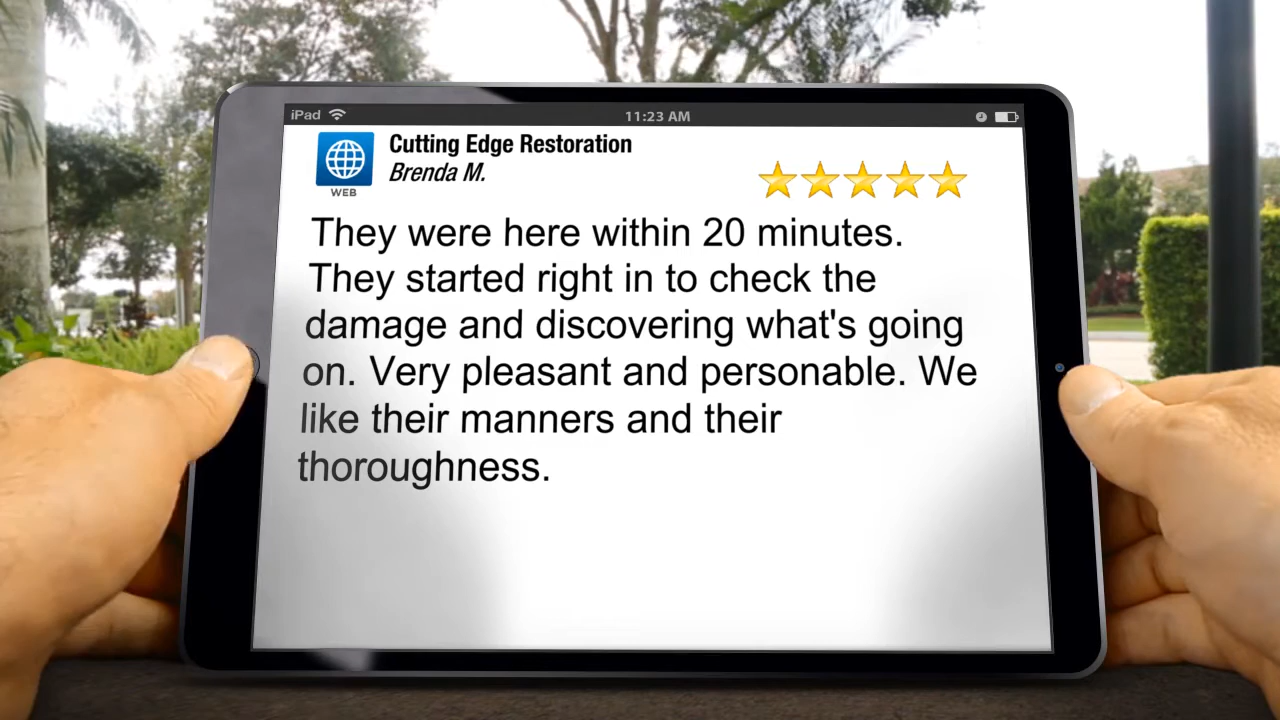 iPad
11:23 AM
Cutting Edge Restoration
Brenda M.
WEB
They were here within 20 minutes.
They started right in to check the
damage and discovering what's going
on. Very pleasant and personable. We
like their manners and their
thoroughness.